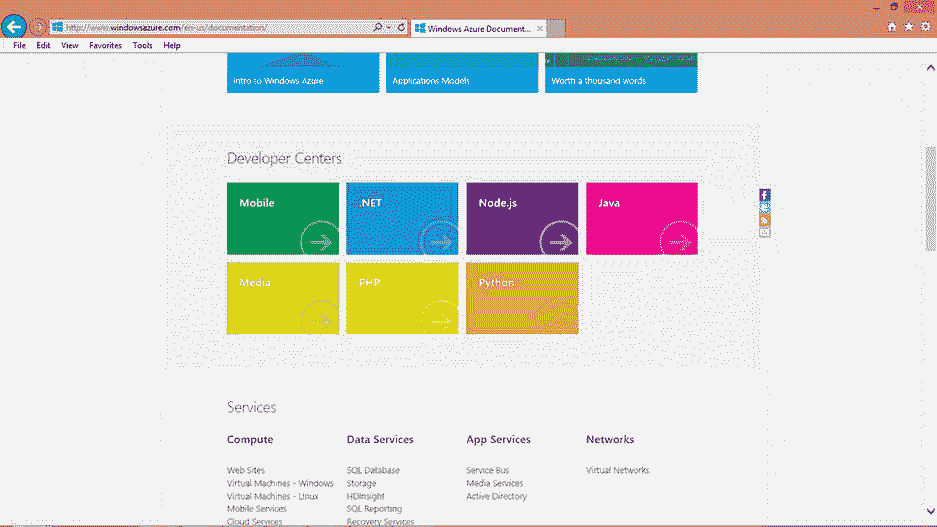 http://www.windowsazure.com/en-us/documentation/
Windows Azure Document...
File Edit View Favorites Tools Help
Intro to Windows Azure
Applications Models
Worth a thousand words
Developer Centers
Mobile
.NET
Node.js
Java
Media
PHP
Python
Services
Compute Data Services App Services Networks
Web Sites SQL Database Service Bus Virtual Networks
Virtual Machines - Windows Storage Media Services
Virtual Machines - Linux HDInsight Active Directory
Mobile Services SQL Reporting
Cloud Services Recovery Services